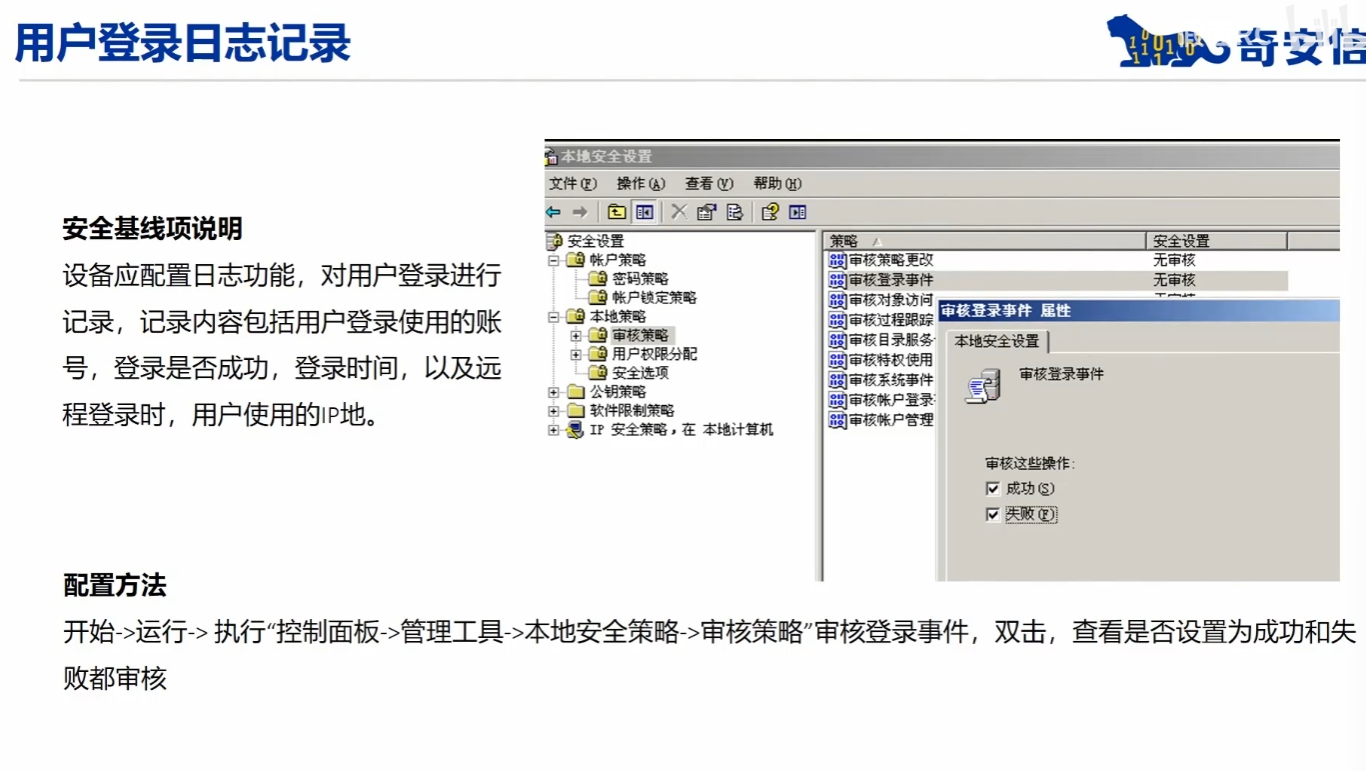 用户登录日志记录
奇安信
安全基线项说明
设备应配置日志功能，对用户登录进行
记录，记录内容包括用户登录使用的账
号，登录是否成功，登录时间，以及远
程登录时，用户使用的IP地。
本地安全设置
文件(F) 操作(A) 查看(V) 帮助(H)
安全设置
帐户策略
密码策略
帐户锁定策略
本地策略
审核策略
用户权限分配
安全选项
公钥策略
软件限制策略
IP 安全策略，在 本地计算机
策略 安全设置
审核策略更改 无审核
审核登录事件 无审核
审核对象访问
审核过程跟踪
审核目录服务
审核特权使用
审核系统事件
审核帐户登录
审核帐户管理
审核登录事件 属性
本地安全设置
审核登录事件
审核这些操作:
成功(S)
失败(F)
配置方法
开始->运行-> 执行“控制面板->管理工具->本地安全策略->审核策略”审核登录事件，双击，查看是否设置为成功和失
败都审核